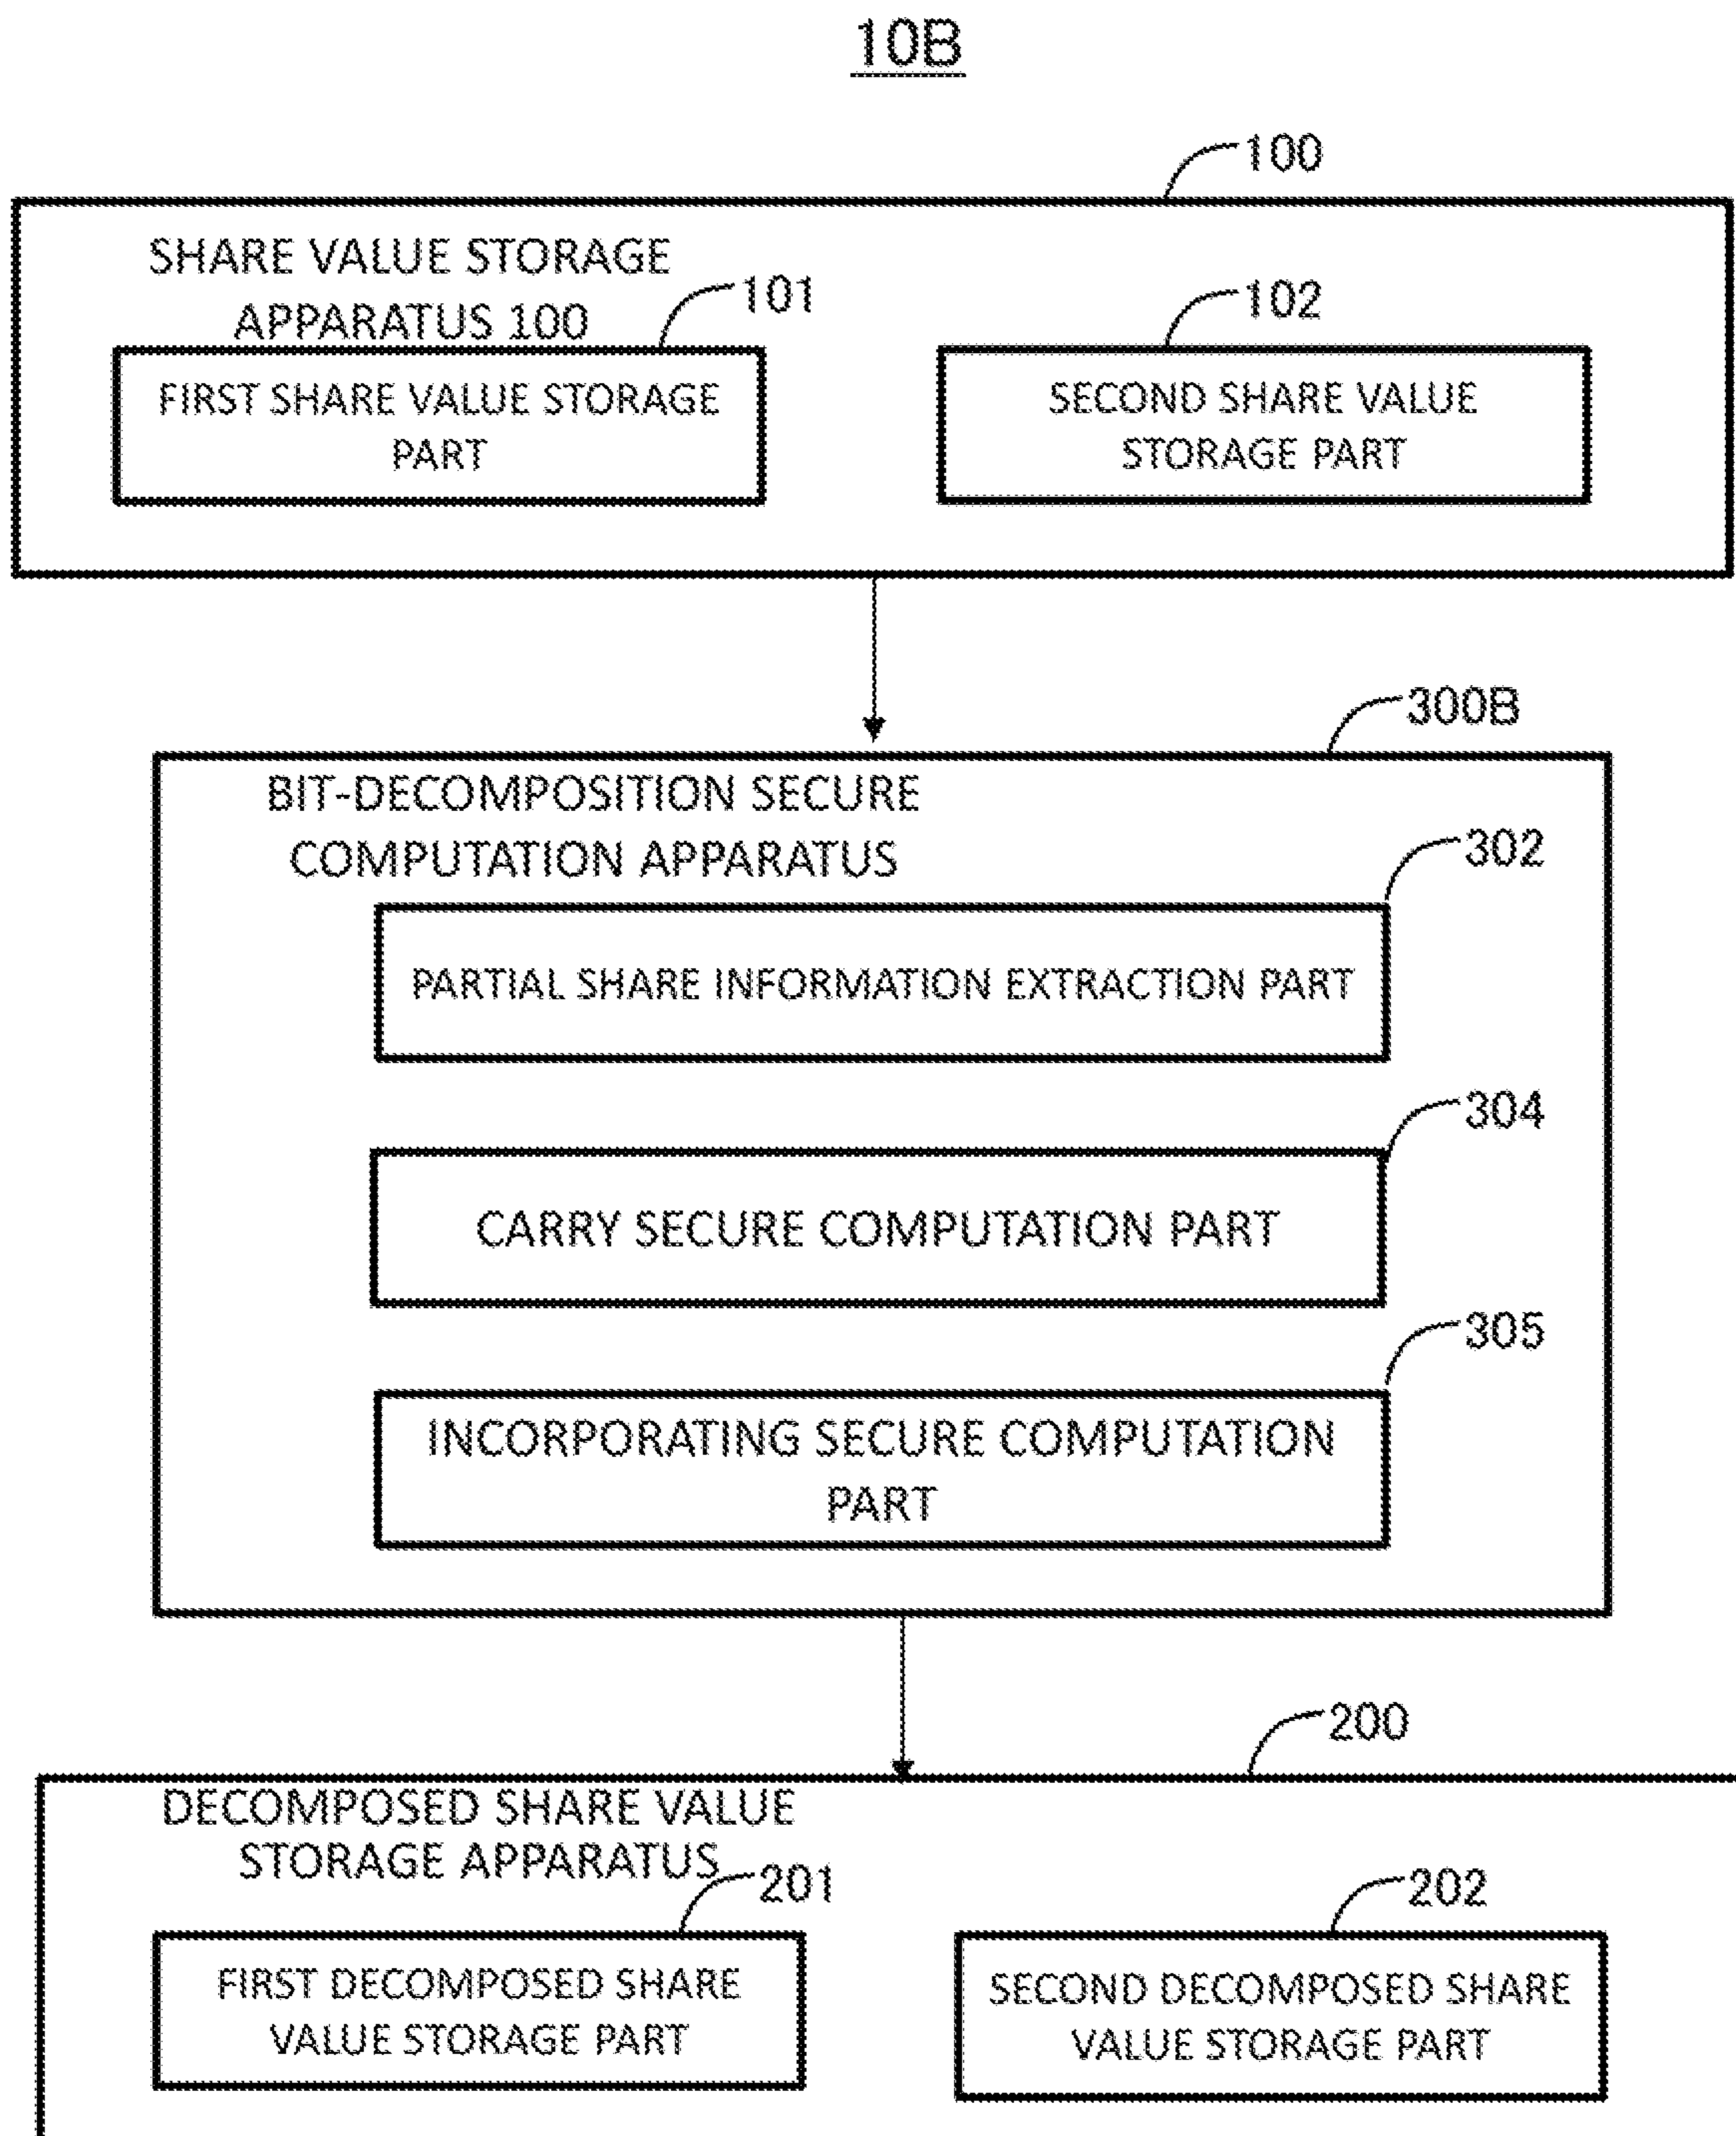 10B
100
SHARE VALUE STORAGE
APPARATUS 100
101
102
FIRST SHARE VALUE STORAGE
PART
SECOND SHARE VALUE
STORAGE PART
300B
BIT-DECOMPOSITION SECURE
COMPUTATION APPARATUS
302
PARTIAL SHARE INFORMATION EXTRACTION PART
304
CARRY SECURE COMPUTATION PART
305
INCORPORATING SECURE COMPUTATION
PART
200
DECOMPOSED SHARE VALUE
STORAGE APPARATUS
201
202
FIRST DECOMPOSED SHARE
VALUE STORAGE PART
SECOND DECOMPOSED SHARE
VALUE STORAGE PART